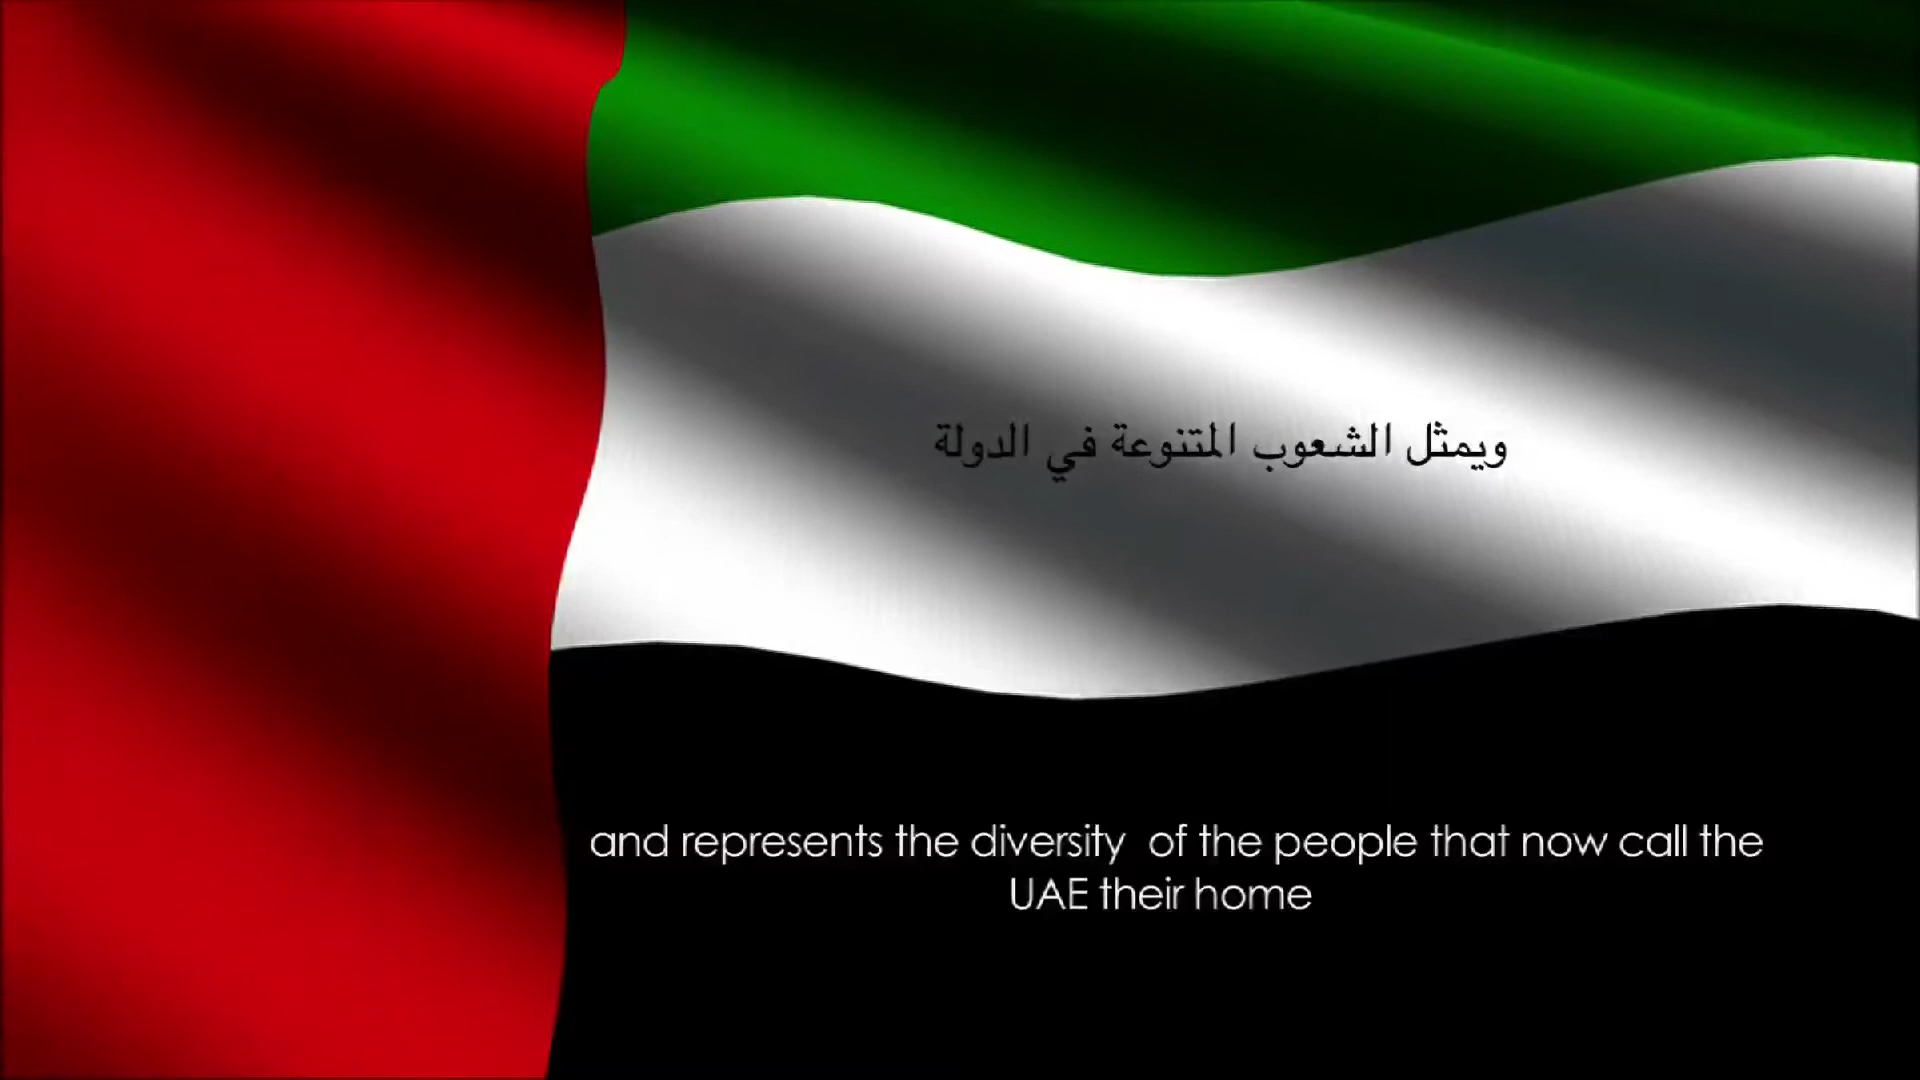 ويمثل الشعوب المتنوعة في الدولة
and represents the diversity  of the people that now call the
UAE their home